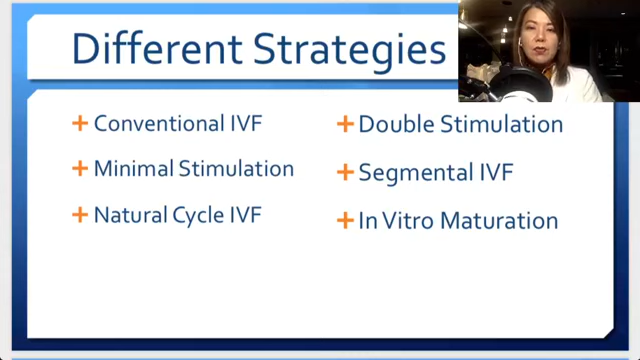 Different Strategies
+ Conventional IVF
+ Minimal Stimulation
+ Natural Cycle IVF
+ Double Stimulation
+ Segmental IVF
+ In Vitro Maturation